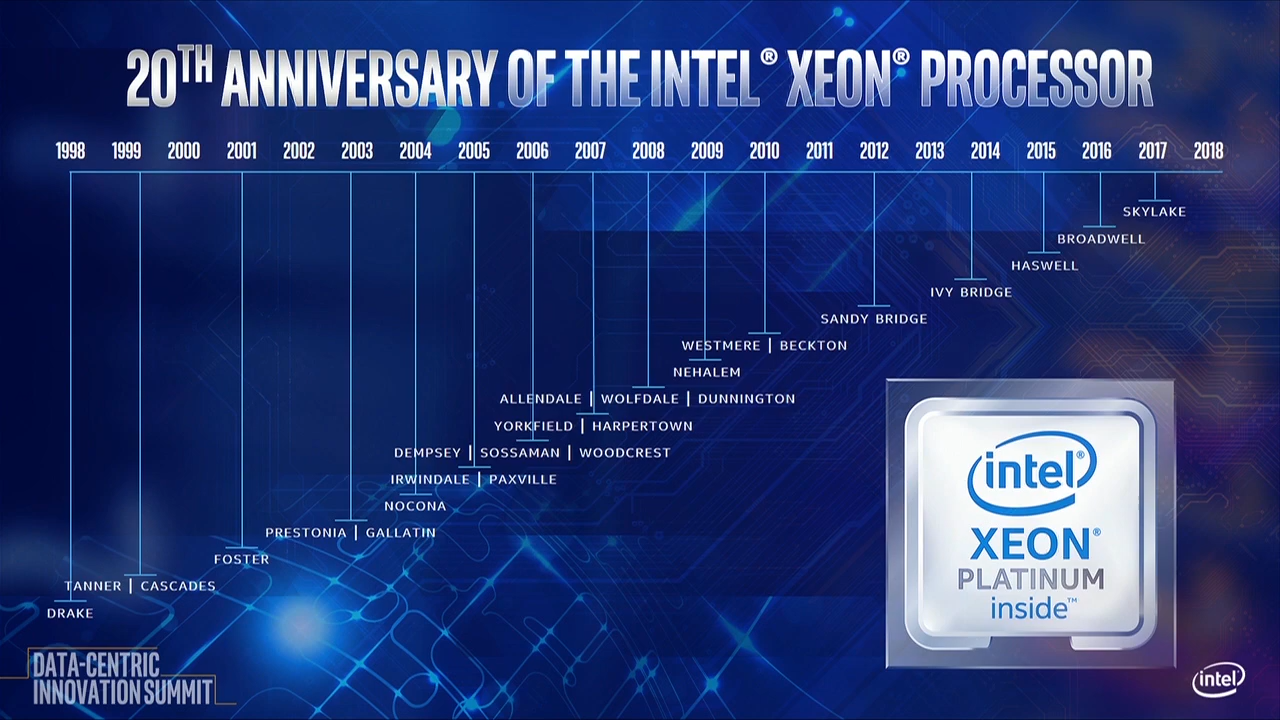 20TH ANNIVERSARY OF THE INTEL® XEON® PROCESSOR
1998 1999 2000 2001 2002 2003 2004 2005 2006 2007 2008 2009 2010 2011 2012 2013 2014 2015 2016 2017 2018
SKYLAKE
BROADWELL
HASWELL
IVY BRIDGE
SANDY BRIDGE
WESTMERE | BECKTON
NEHALEM
ALLENDALE | WOLFDALE | DUNNINGTON
YORKFIELD | HARPERTOWN
DEMPSEY | SOSSAMAN | WOODCREST
IRWINDALE | PAXVILLE
NOCONA
PRESTONIA | GALLATIN
FOSTER
TANNER | CASCADES
DRAKE
intel®
XEON®
PLATINUM
inside™
DATA-CENTRIC
INNOVATION SUMMIT
intel